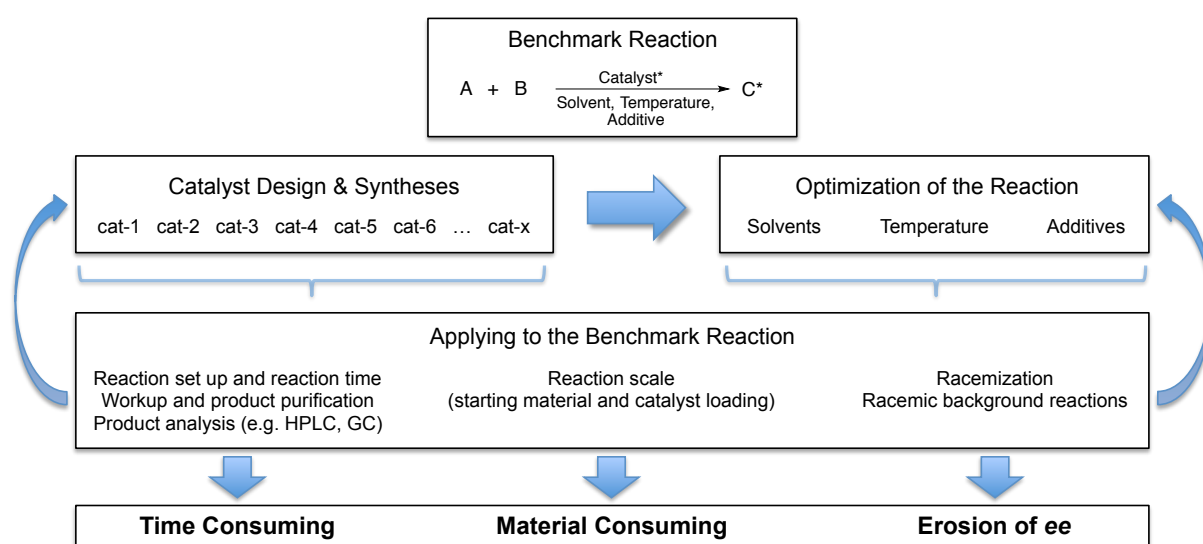 Benchmark Reaction
A + B
Catalyst*
Solvent, Temperature,
Additive
C*
Catalyst Design & Syntheses
cat-1 cat-2 cat-3 cat-4 cat-5 cat-6 … cat-x
Optimization of the Reaction
Solvents Temperature Additives
Applying to the Benchmark Reaction
Reaction set up and reaction time
Workup and product purification
Product analysis (e.g. HPLC, GC)
Reaction scale
(starting material and catalyst loading)
Racemization
Racemic background reactions
Time Consuming
Material Consuming
Erosion of ee